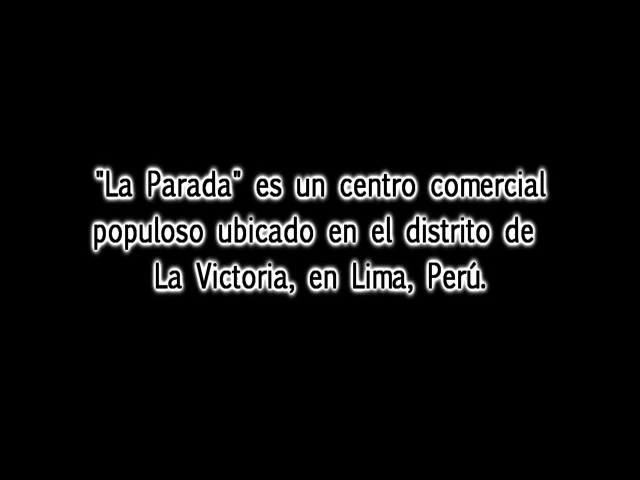 "La Parada" es un centro comercial
populoso ubicado en el distrito de
La Victoria, en Lima, Perú.